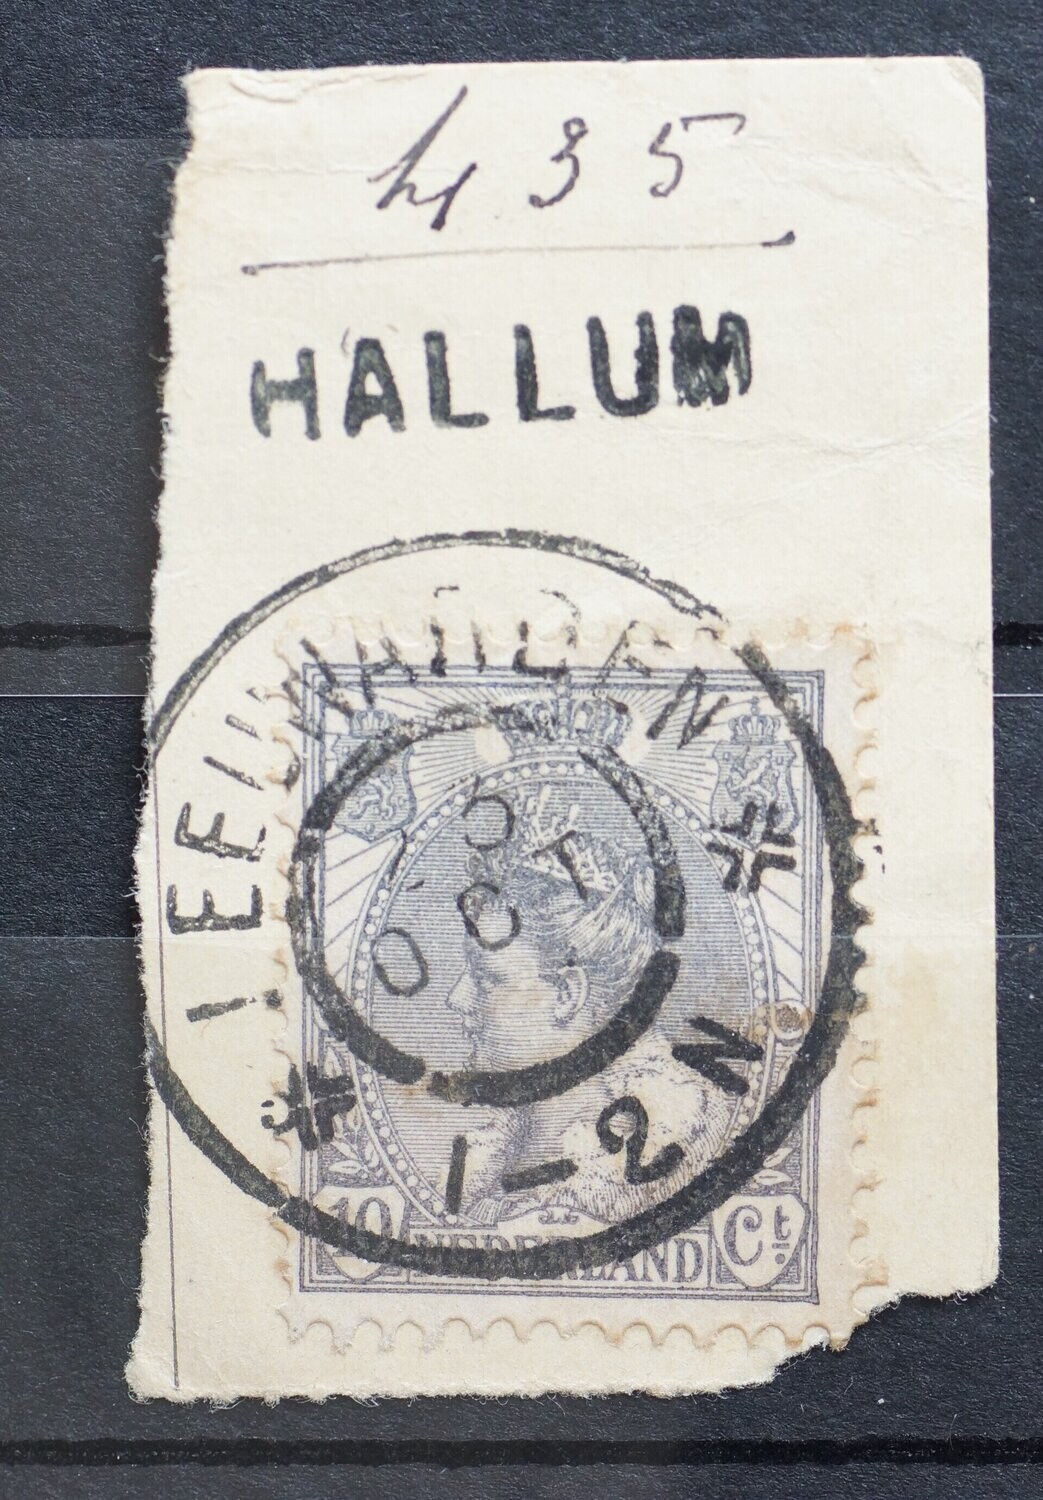 435
HALLUM
LEEUWARDEN
OCT
1-2 N
10
NEDERLAND
Ct.